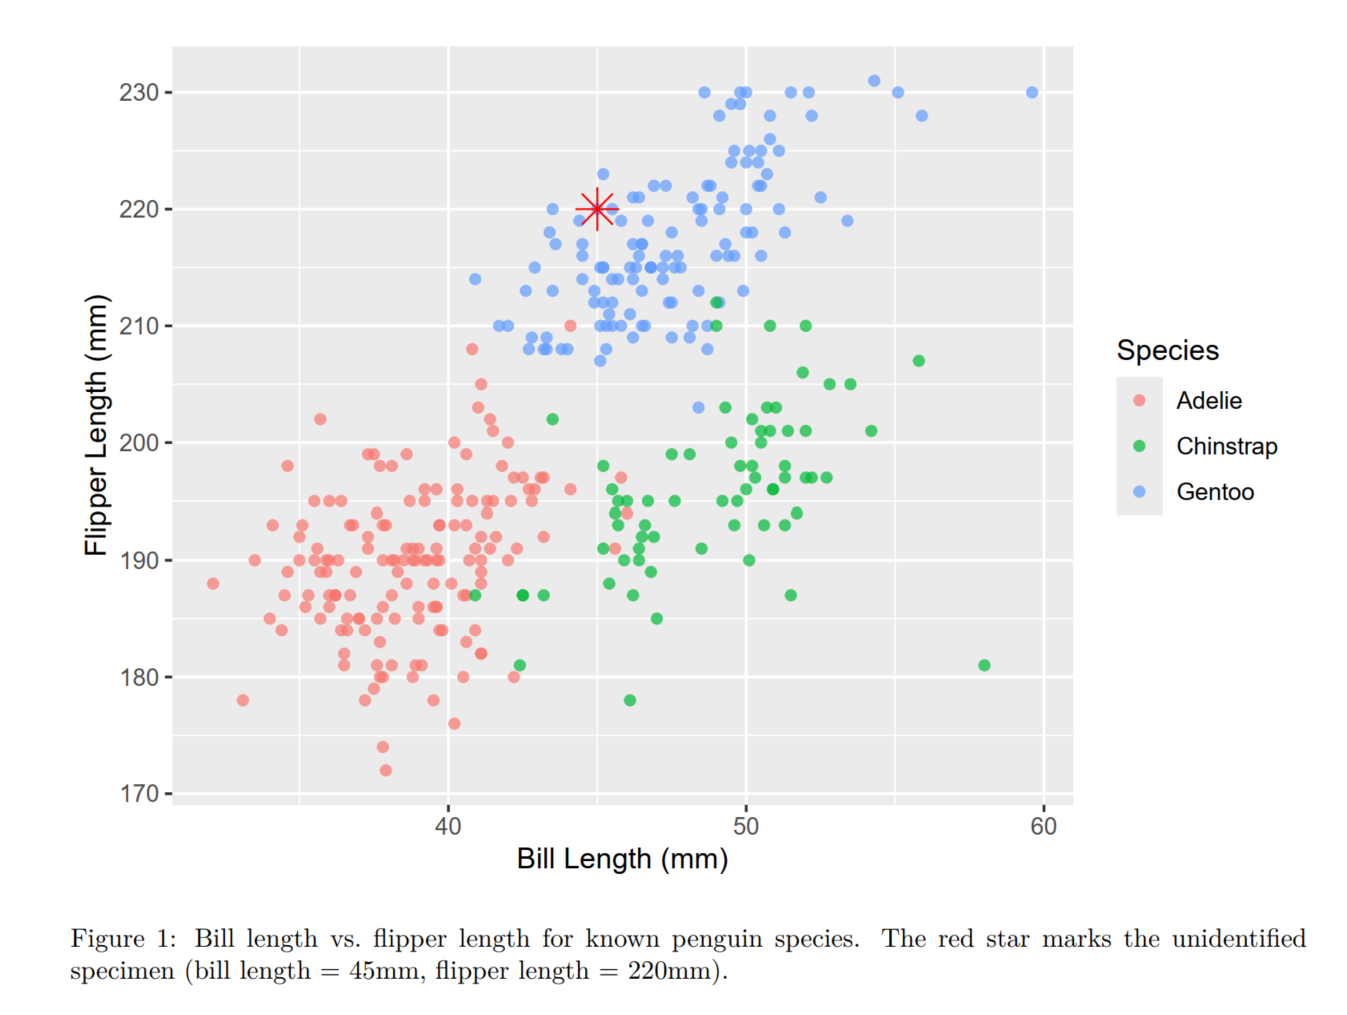 230
220
210
200
190
180
170
Flipper Length (mm)
40 50 60
Bill Length (mm)
Species
Adelie
Chinstrap
Gentoo
Figure 1: Bill length vs. flipper length for known penguin species. The red star marks the unidentified
specimen (bill length = 45mm, flipper length = 220mm).